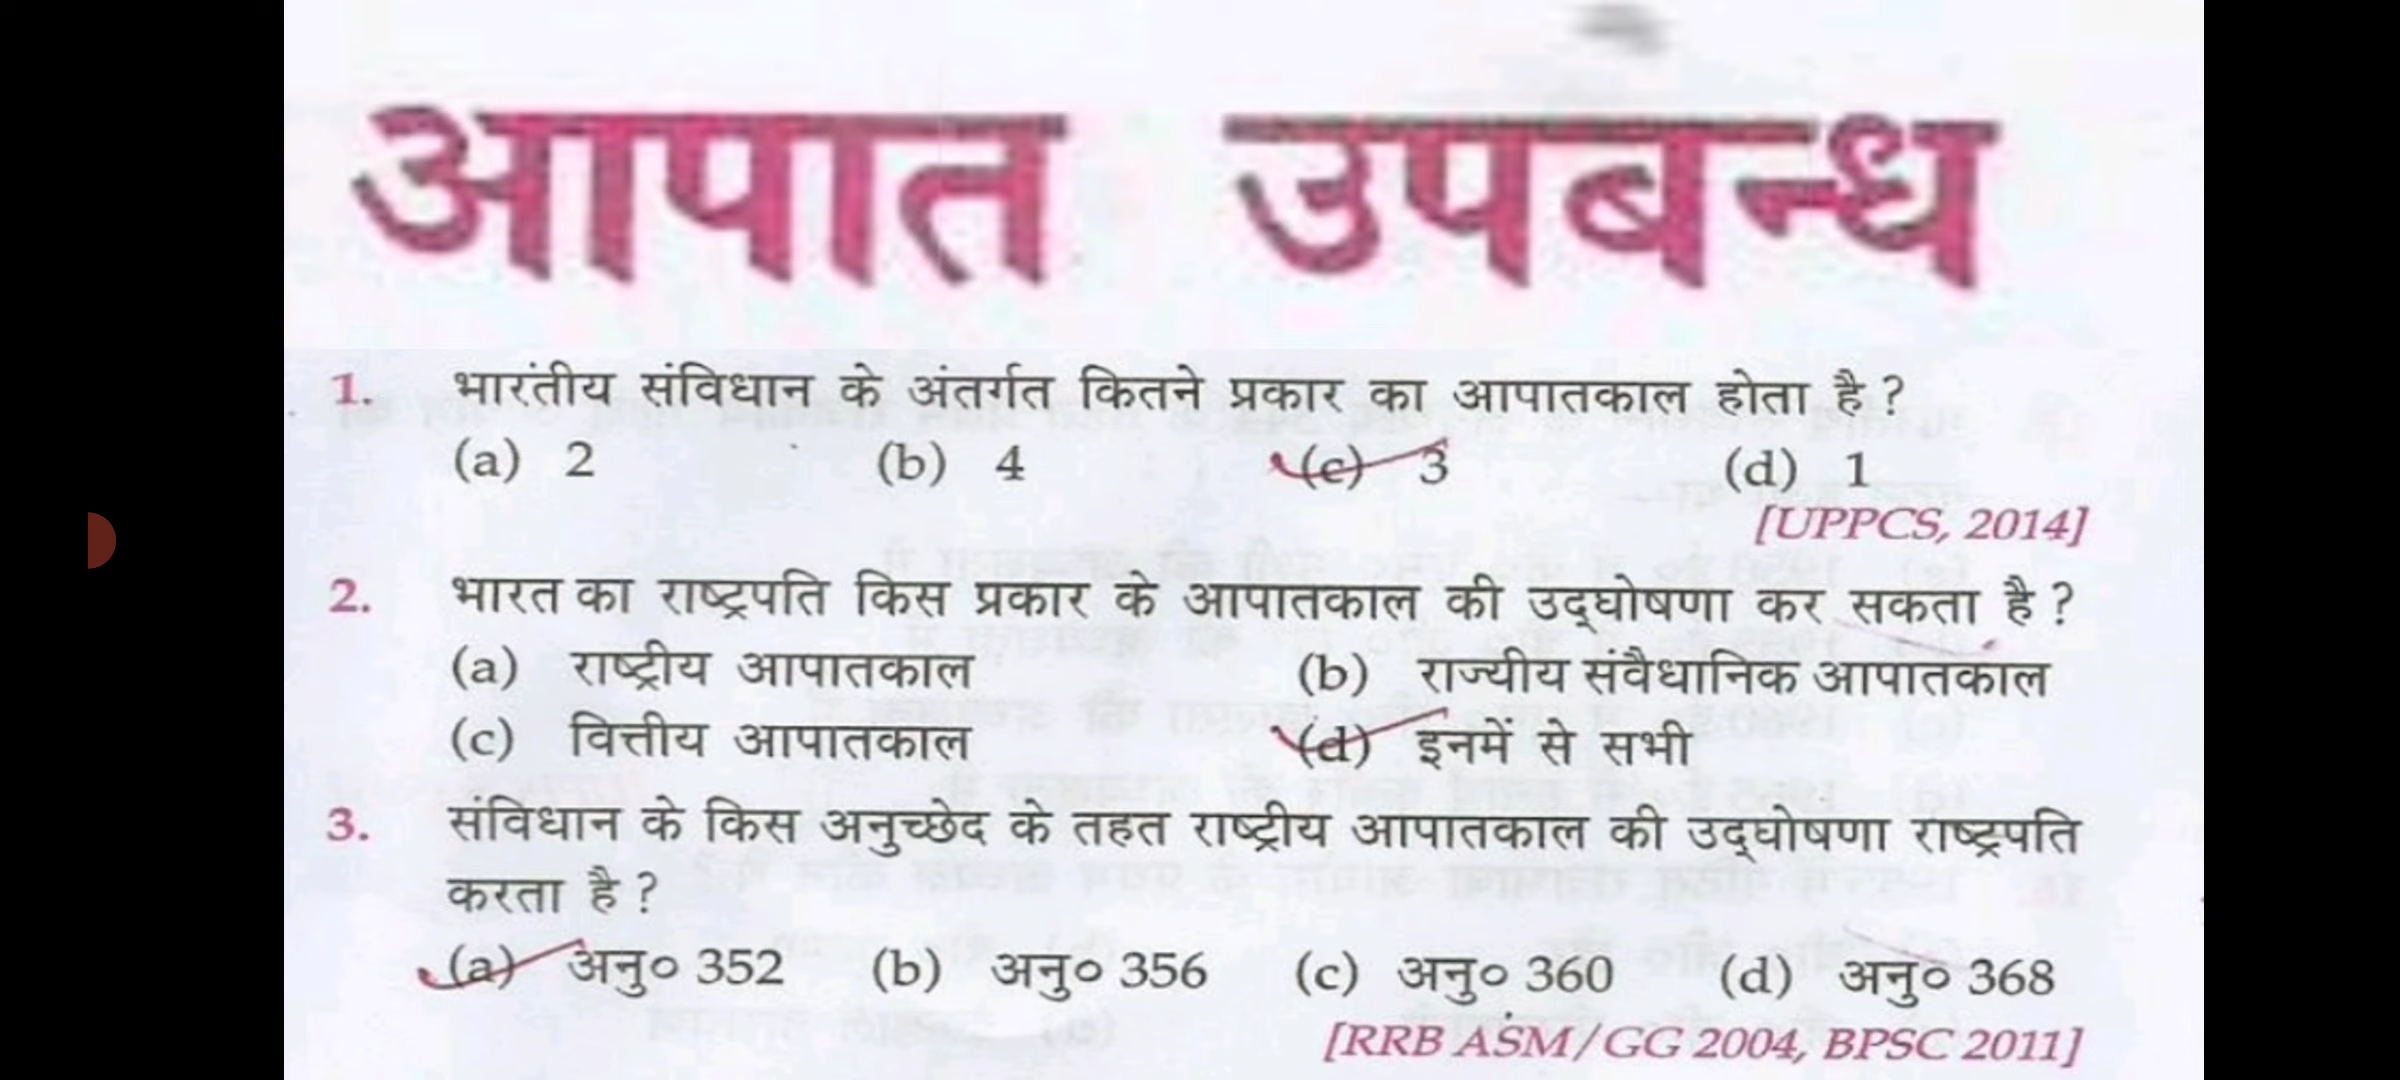 आपात उपबन्ध
1. भारंतीय संविधान के अंतर्गत कितने प्रकार का आपातकाल होता है?
(a) 2 (b) 4 (c) 3 (d) 1
[UPPCS, 2014]
2. भारत का राष्ट्रपति किस प्रकार के आपातकाल की उद्‌घोषणा कर सकता है?
(a) राष्ट्रीय आपातकाल (b) राज्यीय संवैधानिक आपातकाल
(c) वित्तीय आपातकाल (d) इनमें से सभी
3. संविधान के किस अनुच्छेद के तहत राष्ट्रीय आपातकाल की उद्‌घोषणा राष्ट्रपति
करता है?
(a) अनु० 352 (b) अनु० 356 (c) अनु० 360 (d) अनु० 368
[RRB ASM/GG 2004, BPSC 2011]